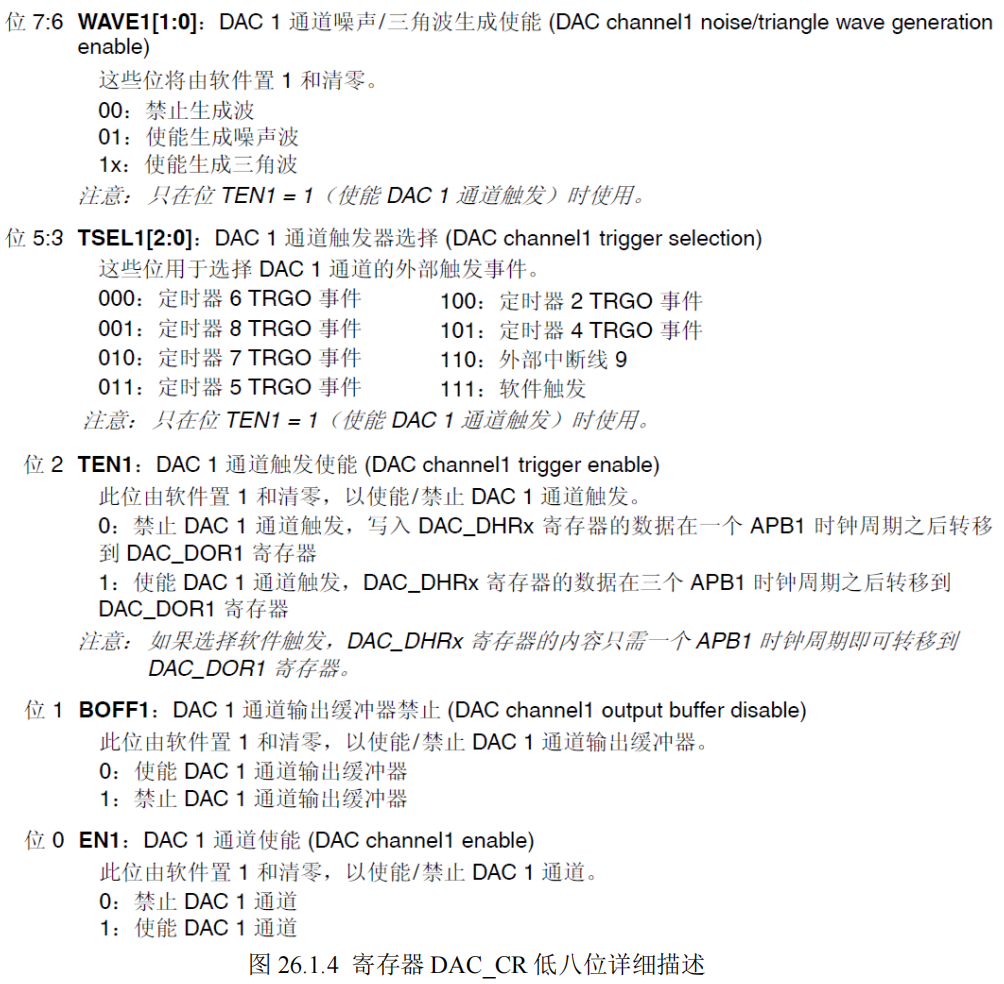 位 7:6 WAVE1[1:0]：DAC 1 通道噪声/三角波生成使能 (DAC channel1 noise/triangle wave generation
enable)
这些位将由软件置 1 和清零。
00：禁止生成波
01：使能生成噪声波
1x：使能生成三角波
注意：只在位 TEN1 = 1（使能 DAC 1 通道触发）时使用。
位 5:3 TSEL1[2:0]：DAC 1 通道触发器选择 (DAC channel1 trigger selection)
这些位用于选择 DAC 1 通道的外部触发事件。
000：定时器 6 TRGO 事件 100：定时器 2 TRGO 事件
001：定时器 8 TRGO 事件 101：定时器 4 TRGO 事件
010：定时器 7 TRGO 事件 110：外部中断线 9
011：定时器 5 TRGO 事件 111：软件触发
注意：只在位 TEN1 = 1（使能 DAC 1 通道触发）时使用。
位 2 TEN1：DAC 1 通道触发使能 (DAC channel1 trigger enable)
此位由软件置 1 和清零，以使能/禁止 DAC 1 通道触发。
0：禁止 DAC 1 通道触发，写入 DAC_DHRx 寄存器的数据在一个 APB1 时钟周期之后转移
到 DAC_DOR1 寄存器
1：使能 DAC 1 通道触发，DAC_DHRx 寄存器的数据在三个 APB1 时钟周期之后转移到
DAC_DOR1 寄存器
注意：如果选择软件触发，DAC_DHRx 寄存器的内容只需一个 APB1 时钟周期即可转移到
DAC_DOR1 寄存器。
位 1 BOFF1：DAC 1 通道输出缓冲器禁止 (DAC channel1 output buffer disable)
此位由软件置 1 和清零，以使能/禁止 DAC 1 通道输出缓冲器。
0：使能 DAC 1 通道输出缓冲器
1：禁止 DAC 1 通道输出缓冲器
位 0 EN1：DAC 1 通道使能 (DAC channel1 enable)
此位由软件置 1 和清零，以使能/禁止 DAC 1 通道。
0：禁止 DAC 1 通道
1：使能 DAC 1 通道
图 26.1.4 寄存器 DAC_CR 低八位详细描述